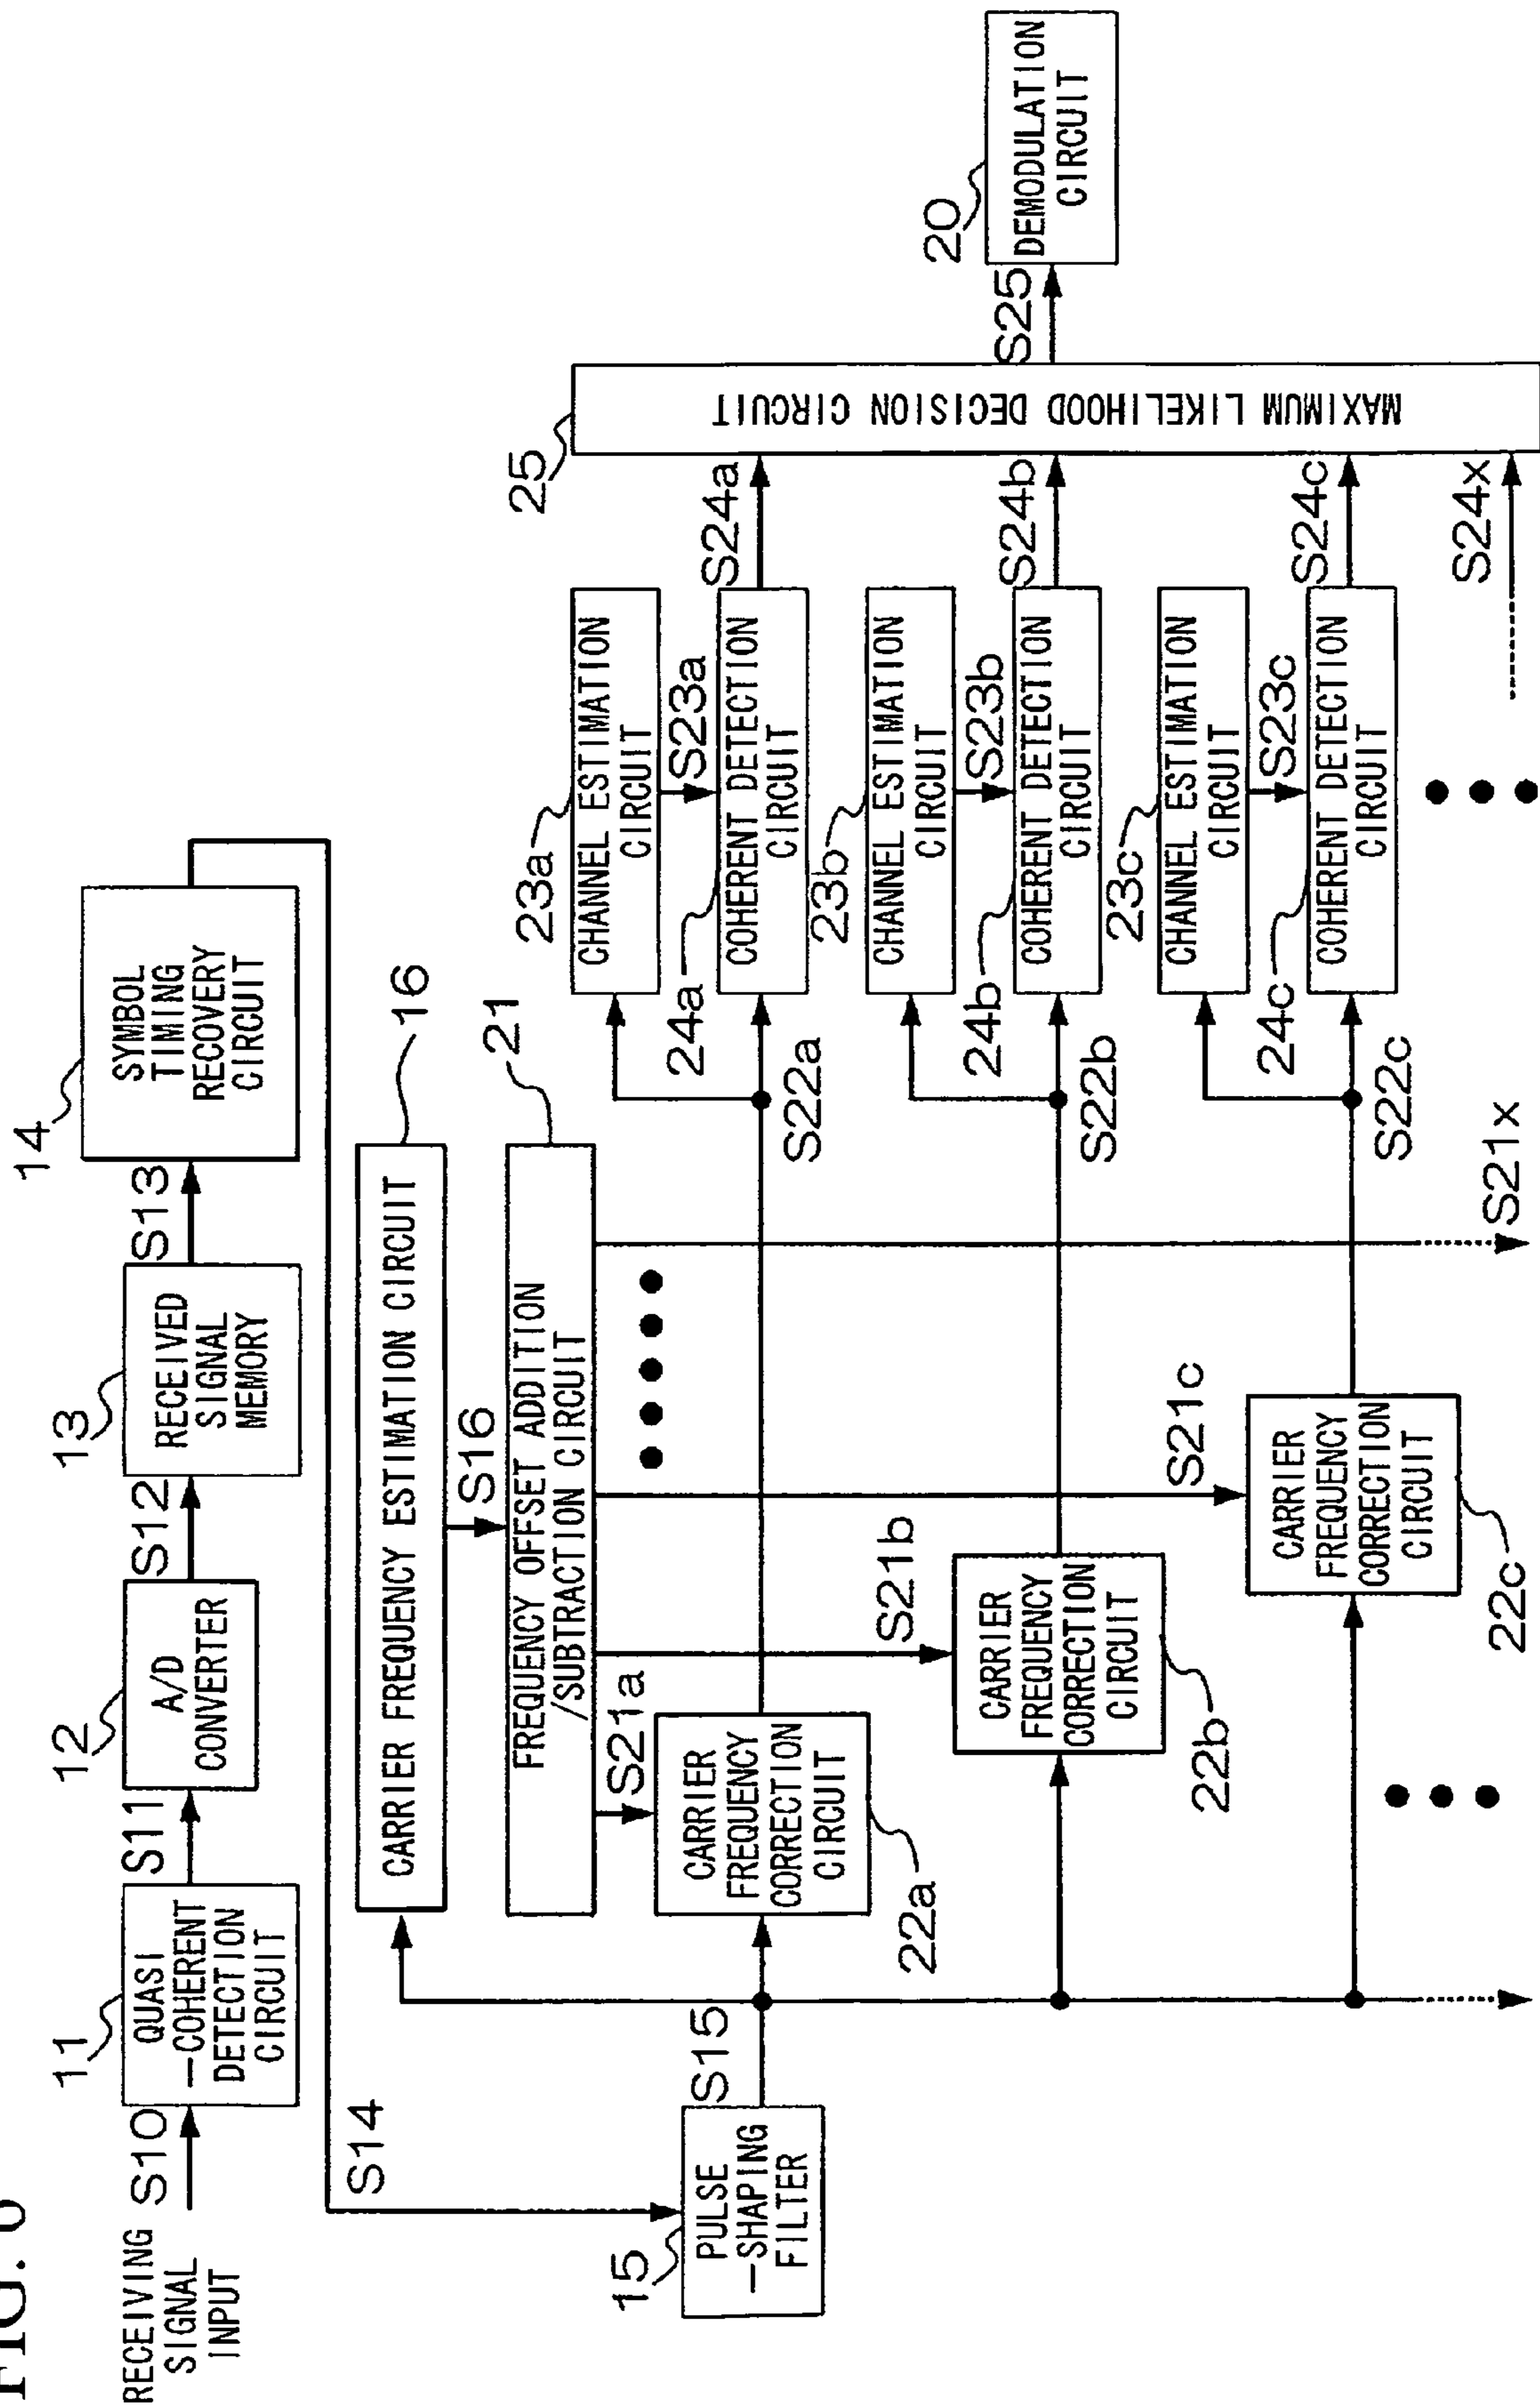 FIG. 6
RECEIVING
SIGNAL
INPUT
S10
11
QUASI
-COHERENT
DETECTION
CIRCUIT
S11
12
A/D
CONVERTER
S12
13
RECEIVED
SIGNAL
MEMORY
S13
14
SYMBOL
TIMING
RECOVERY
CIRCUIT
S14
15
PULSE
-SHAPING
FILTER
S15
CARRIER FREQUENCY ESTIMATION CIRCUIT
16
S16
FREQUENCY OFFSET ADDITION
/SUBTRACTION CIRCUIT
21
S21a
S21b
S21c
S21x
CARRIER
FREQUENCY
CORRECTION
CIRCUIT
22a
S22a
CARRIER
FREQUENCY
CORRECTION
CIRCUIT
22b
S22b
CARRIER
FREQUENCY
CORRECTION
CIRCUIT
22c
S22c
23a
CHANNEL ESTIMATION
CIRCUIT
S23a
24a
COHERENT DETECTION
CIRCUIT
S24a
23b
CHANNEL ESTIMATION
CIRCUIT
S23b
24b
COHERENT DETECTION
CIRCUIT
S24b
23c
CHANNEL ESTIMATION
CIRCUIT
S23c
24c
COHERENT DETECTION
CIRCUIT
S24c
S24x
25
MAXIMUM LIKELIHOOD DECISION CIRCUIT
S25
20
DEMODULATION
CIRCUIT